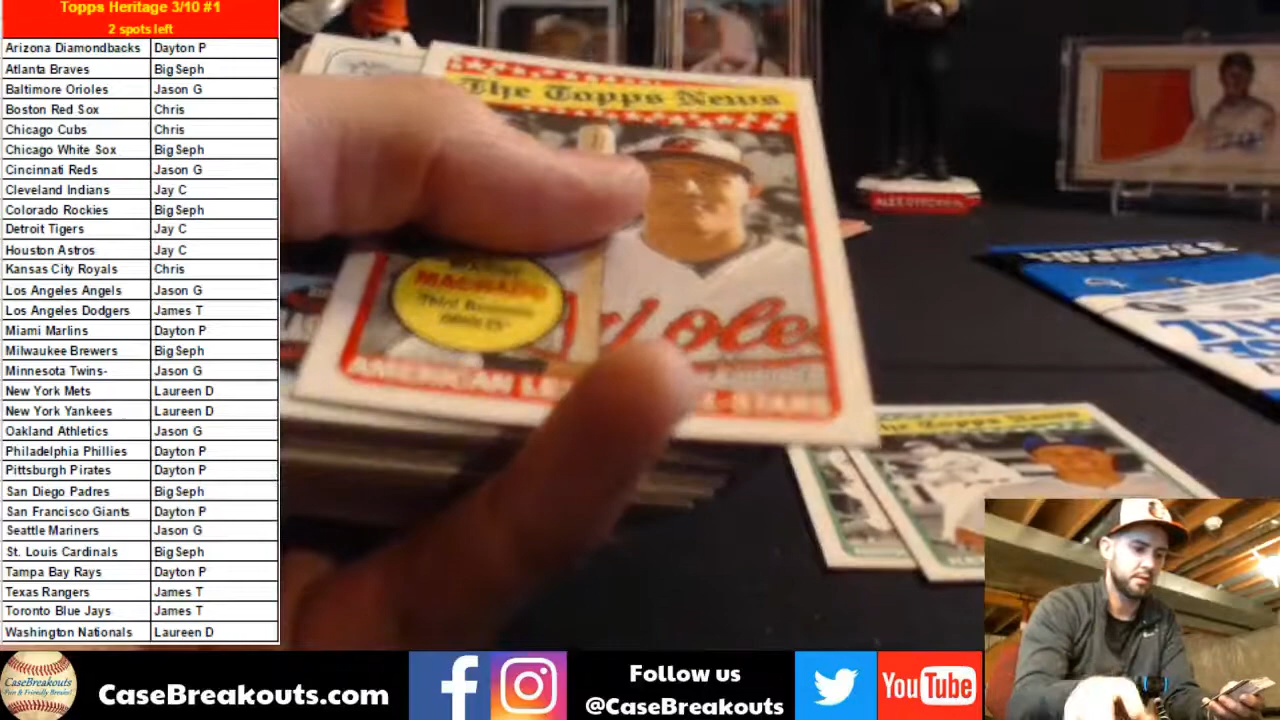 Topps Heritage 3/10 #1
2 spots left
Arizona Diamondbacks Dayton P
Atlanta Braves Big Seph
Baltimore Orioles Jason G
Boston Red Sox Chris
Chicago Cubs Chris
Chicago White Sox Big Seph
Cincinnati Reds Jason G
Cleveland Indians Jay C
Colorado Rockies Big Seph
Detroit Tigers Jay C
Houston Astros Jay C
Kansas City Royals Chris
Los Angeles Angels Jason G
Los Angeles Dodgers James T
Miami Marlins Dayton P
Milwaukee Brewers Big Seph
Minnesota Twins- Jason G
New York Mets Laureen D
New York Yankees Laureen D
Oakland Athletics Jason G
Philadelphia Phillies Dayton P
Pittsburgh Pirates Dayton P
San Diego Padres Big Seph
San Francisco Giants Dayton P
Seattle Mariners Jason G
St. Louis Cardinals Big Seph
Tampa Bay Rays Dayton P
Texas Rangers James T
Toronto Blue Jays James T
Washington Nationals Laureen D
The Topps News
MACHADO
Third Baseman
AMERICAN
The Topps News
CaseBreakouts
Fun & Friendly Breaks!
CaseBreakouts.com
Follow us
@CaseBreakouts
YouTube